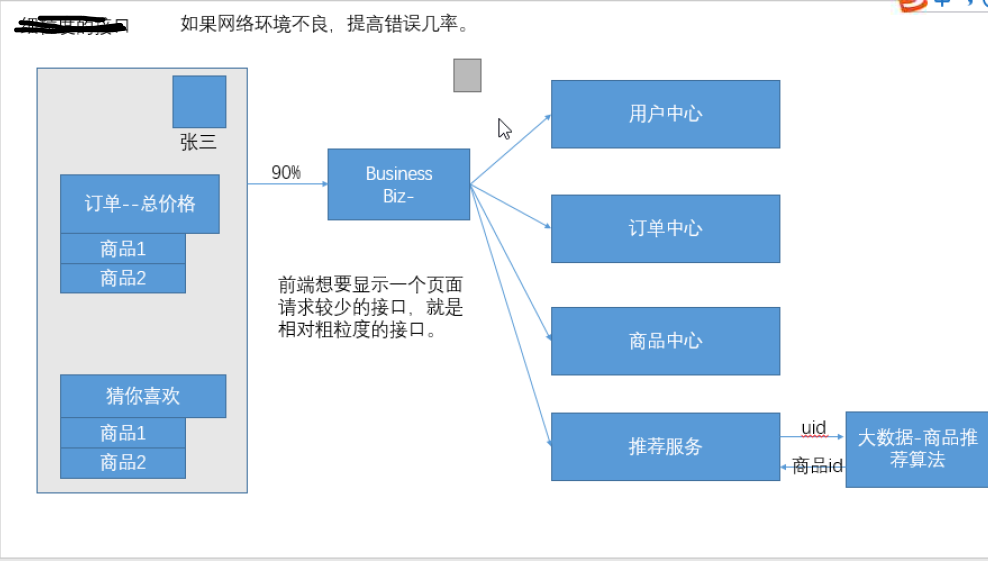 如果网络环境不良，提高错误几率。
张三
订单--总价格
商品1
商品2
猜你喜欢
商品1
商品2
90%
Business
Biz-
前端想要显示一个页面
请求较少的接口，就是
相对粗粒度的接口。
用户中心
订单中心
商品中心
推荐服务
uid
商品id
大数据-商品推
荐算法